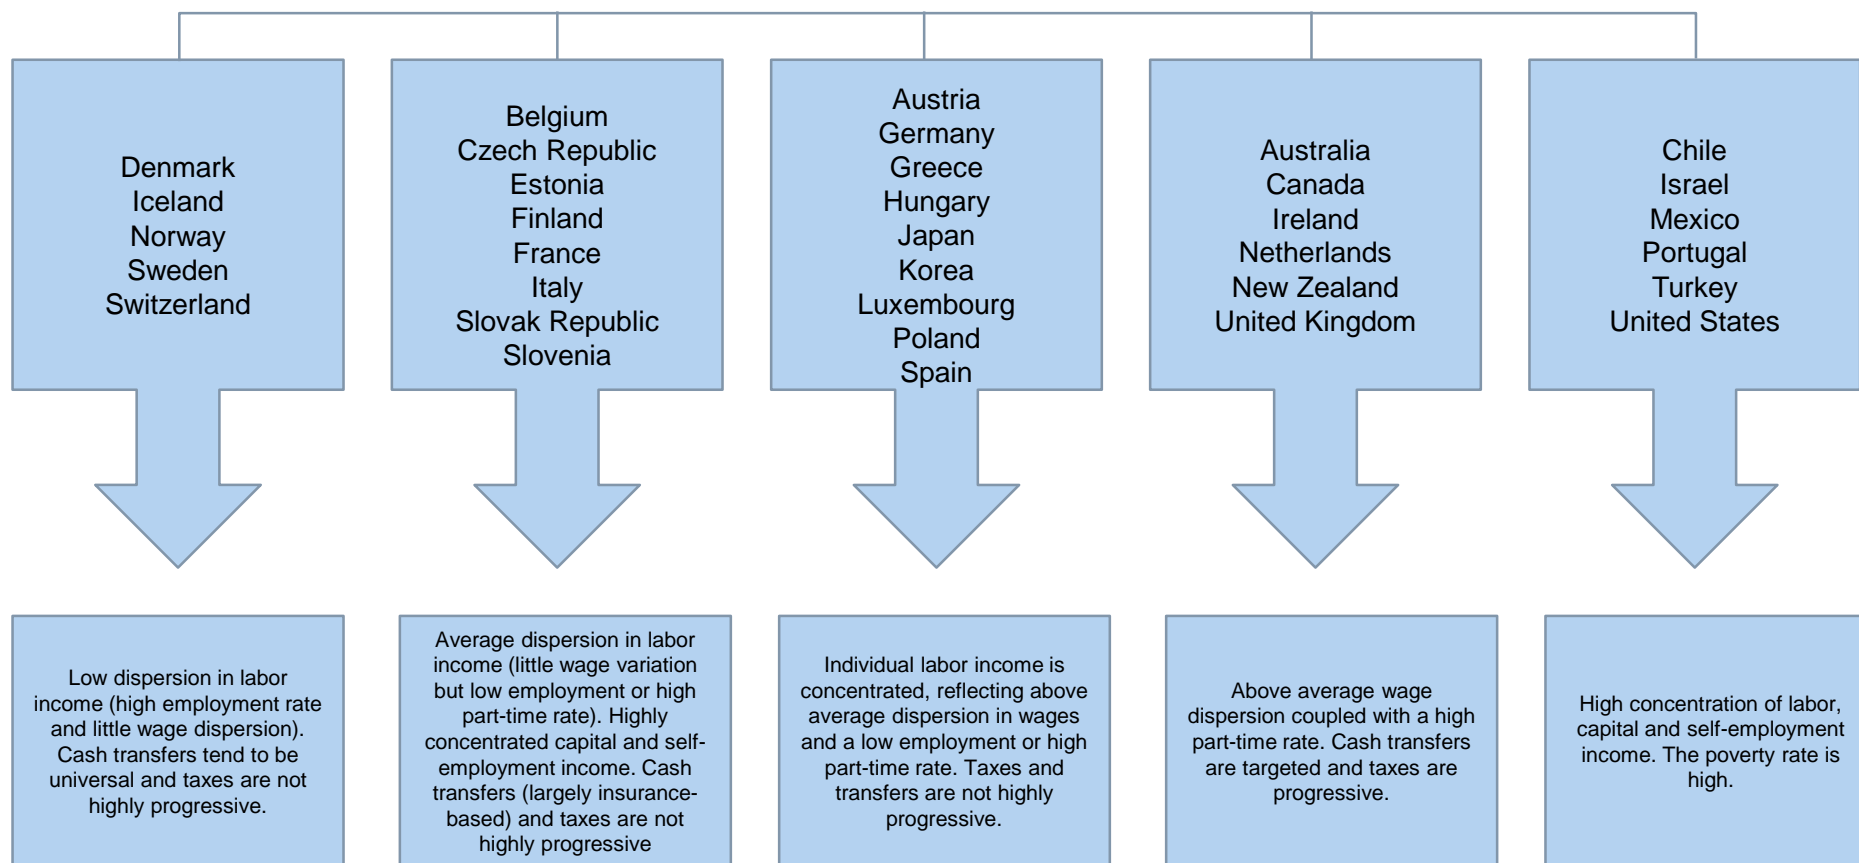 Denmark
Iceland
Norway
Sweden
Switzerland
Belgium
Czech Republic
Estonia
Finland
France
Italy
Slovak Republic
Slovenia
Austria
Germany
Greece
Hungary
Japan
Korea
Luxembourg
Poland
Spain
Australia
Canada
Ireland
Netherlands
New Zealand
United Kingdom
Chile
Israel
Mexico
Portugal
Turkey
United States
Low dispersion in labor
income (high employment rate
and little wage dispersion).
Cash transfers tend to be
universal and taxes are not
highly progressive.
Average dispersion in labor
income (little wage variation
but low employment or high
part-time rate). Highly
concentrated capital and self-
employment income. Cash
transfers (largely insurance-
based) and taxes are not
highly progressive
Individual labor income is
concentrated, reflecting above
average dispersion in wages
and a low employment or high
part-time rate. Taxes and
transfers are not highly
progressive.
Above average wage
dispersion coupled with a high
part-time rate. Cash transfers
are targeted and taxes are
progressive.
High concentration of labor,
capital and self-employment
income. The poverty rate is
high.